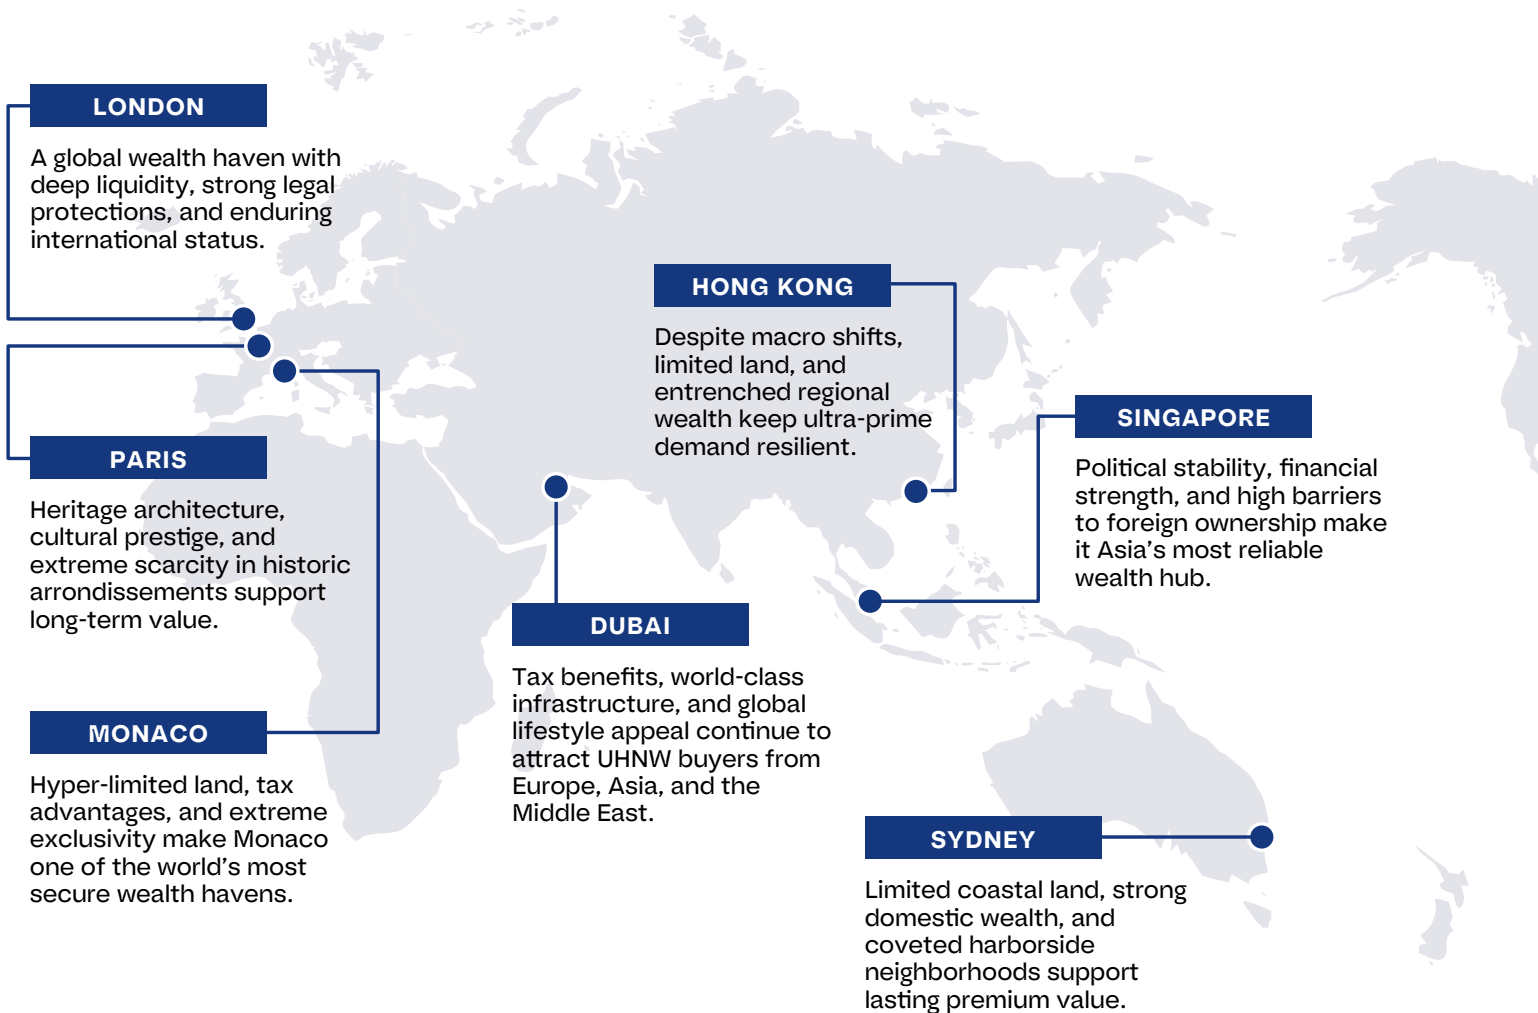 LONDON
A global wealth haven with
deep liquidity, strong legal
protections, and enduring
international status.
PARIS
Heritage architecture,
cultural prestige, and
extreme scarcity in historic
arrondissements support
long-term value.
MONACO
Hyper-limited land, tax
advantages, and extreme
exclusivity make Monaco
one of the world’s most
secure wealth havens.
HONG KONG
Despite macro shifts,
limited land, and
entrenched regional
wealth keep ultra-prime
demand resilient.
DUBAI
Tax benefits, world-class
infrastructure, and global
lifestyle appeal continue to
attract UHNW buyers from
Europe, Asia, and the
Middle East.
SINGAPORE
Political stability, financial
strength, and high barriers
to foreign ownership make
it Asia’s most reliable
wealth hub.
SYDNEY
Limited coastal land, strong
domestic wealth, and
coveted harborside
neighborhoods support
lasting premium value.